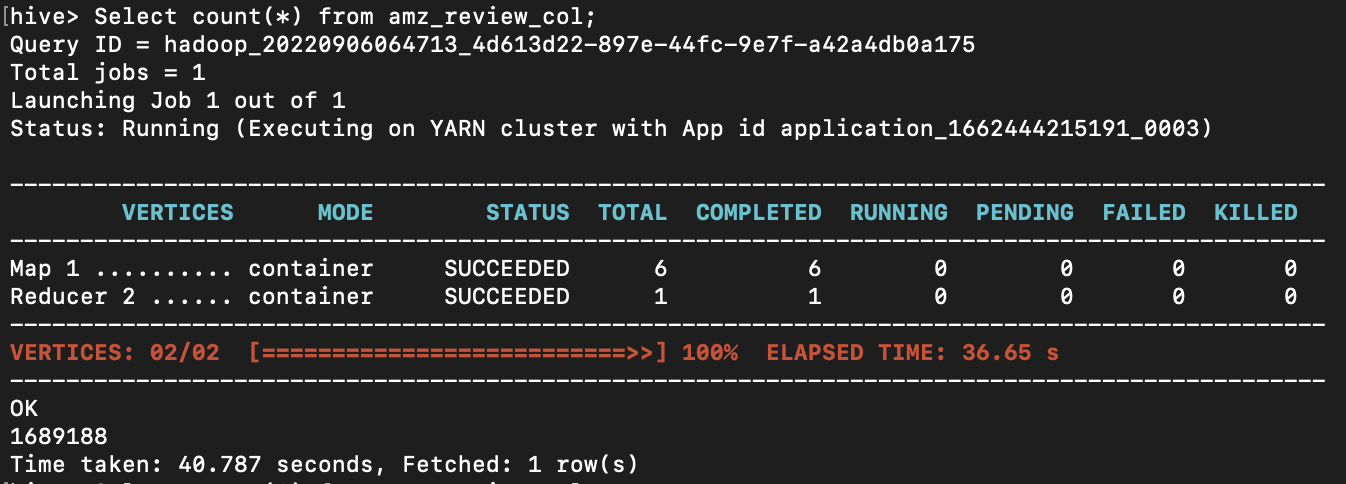 [hive> Select count(*) from amz_review_col;
Query ID = hadoop_20220906064713_4d613d22-897e-44fc-9e7f-a42a4db0a175
Total jobs = 1
Launching Job 1 out of 1
Status: Running (Executing on YARN cluster with App id application_1662444215191_0003)
----------------------------------------------------------------------------------------------
VERTICES MODE STATUS TOTAL COMPLETED RUNNING PENDING FAILED KILLED
----------------------------------------------------------------------------------------------
Map 1 .......... container SUCCEEDED 6 6 0 0 0 0
Reducer 2 ...... container SUCCEEDED 1 1 0 0 0 0
----------------------------------------------------------------------------------------------
VERTICES: 02/02 [==========================>>] 100% ELAPSED TIME: 36.65 s
----------------------------------------------------------------------------------------------
OK
1689188
Time taken: 40.787 seconds, Fetched: 1 row(s)